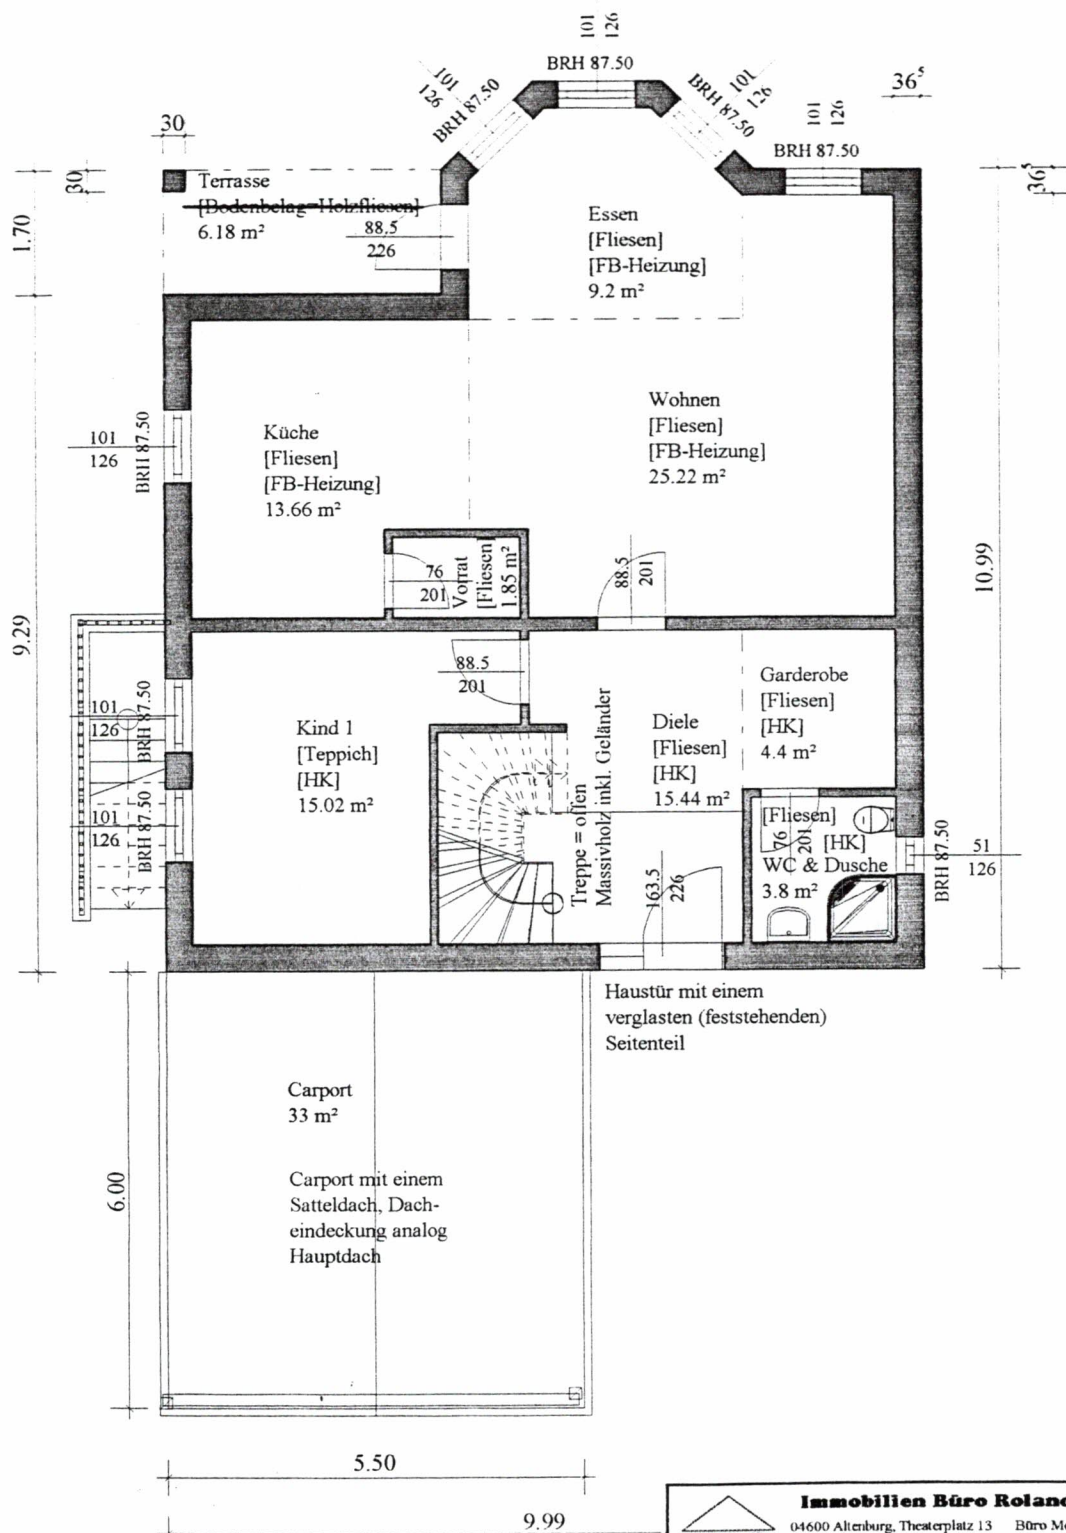 101
126
BRH 87.50
101
126
BRH 87.50
101
126
BRH 87.50
101
126
BRH 87.50
36⁵
30
30
36⁵
1.70
Terrasse
[Bodenbelag=Holzfliesen]
6.18 m²
88.5
226
Essen
[Fliesen]
[FB-Heizung]
9.2 m²
Wohnen
[Fliesen]
[FB-Heizung]
25.22 m²
Küche
[Fliesen]
[FB-Heizung]
13.66 m²
101
126
BRH 87.50
76
201
Vorrat
[Fliesen]
1.85 m²
88.5
201
10.99
9.29
88.5
201
101
126
BRH 87.50
101
126
BRH 87.50
Kind 1
[Teppich]
[HK]
15.02 m²
Treppe = offen
Massivholz inkl. Geländer
Diele
[Fliesen]
[HK]
15.44 m²
Garderobe
[Fliesen]
[HK]
4.4 m²
[Fliesen]
[HK]
WC & Dusche
3.8 m²
76
201
BRH 87.50
51
126
163.5
226
Haustür mit einem
verglasten (feststehenden)
Seitenteil
Carport
33 m²
Carport mit einem
Satteldach, Dach-
eindeckung analog
Hauptdach
6.00
5.50
9.99
Immobilien Büro Roland
04600 Altenburg, Theaterplatz 13 Büro